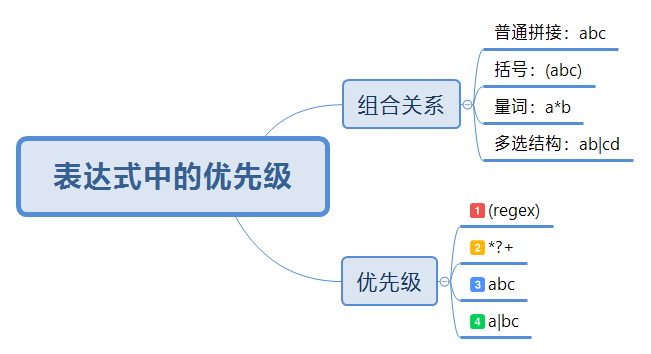 表达式中的优先级
组合关系
普通拼接：abc
括号：(abc)
量词：a*b
多选结构：ab|cd
优先级
1 (regex)
2 *?+
3 abc
4 a|bc